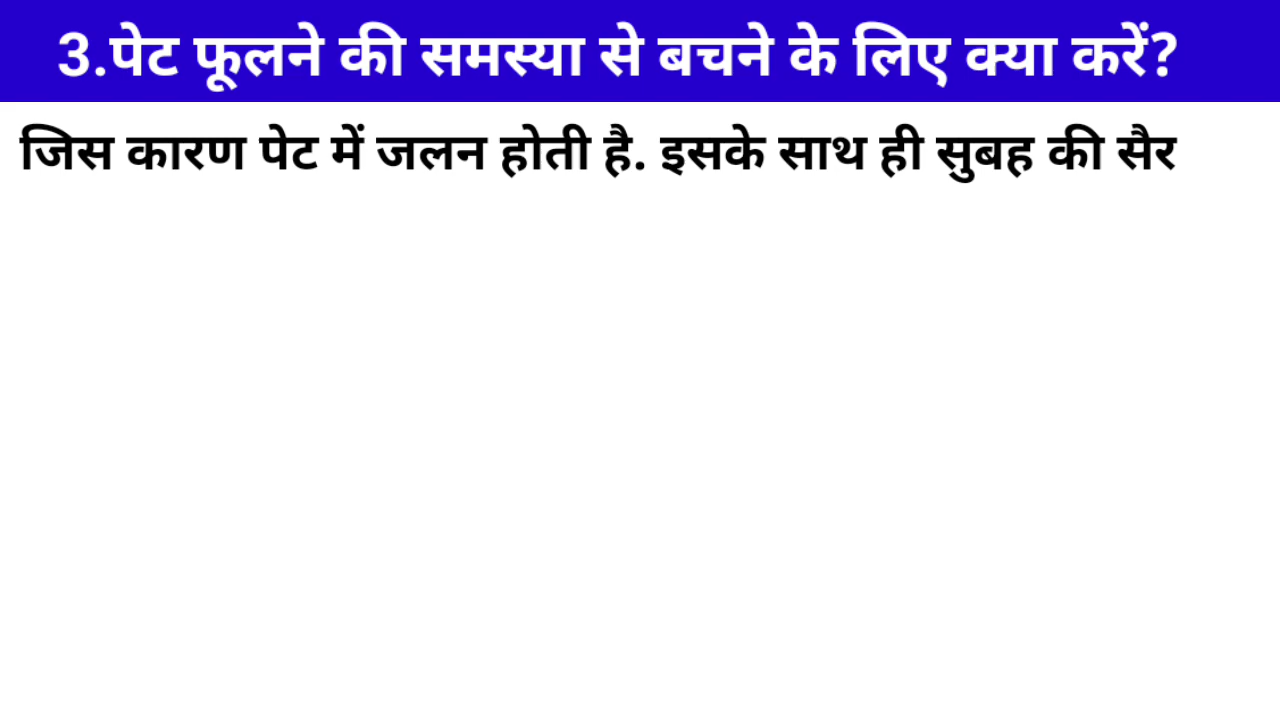 3.पेट फूलने की समस्या से बचने के लिए क्या करें?
जिस कारण पेट में जलन होती है. इसके साथ ही सुबह की सैर